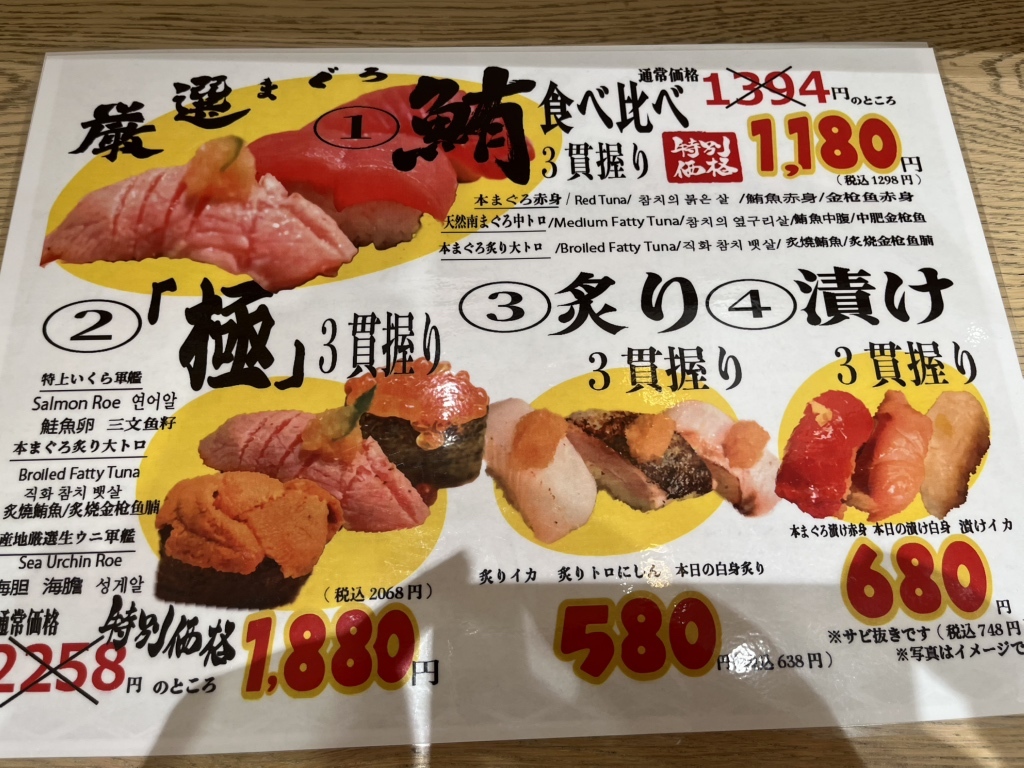 厳選まぐろ
① 鮪 食べ比べ
3貫握り
通常価格 1394円のところ
特別価格 1,180円
(税込1298円)
本まぐろ赤身/Red Tuna/참치의 붉은 살/鮪魚赤身/金枪鱼赤身
天然南まぐろ中トロ/Medium Fatty Tuna/참치의 옆구리살/鮪魚中腹/中肥金枪鱼
本まぐろ炙り大トロ/Broiled Fatty Tuna/직화 참치 뱃살/炙燒鮪魚/炙烧金枪鱼腩
②「極」3貫握り
特上いくら軍艦
Salmon Roe 연어알
鮭魚卵 三文鱼籽
本まぐろ炙り大トロ
Broiled Fatty Tuna
직화 참치 뱃살
炙燒鮪魚/炙烧金枪鱼腩
産地厳選生ウニ軍艦
Sea Urchin Roe
海胆 海膽 성게알
(税込2068円)
通常価格
2258円のところ
特別価格 1,880円
③ 炙り
3貫握り
炙りイカ 炙りトロにしん 本日の白身炙り
580円
638円)
④ 漬け
3貫握り
本まぐろ漬け赤身 本日の漬け白身 漬けイカ
680円
※サビ抜きです(税込748円)
※写真はイメージで